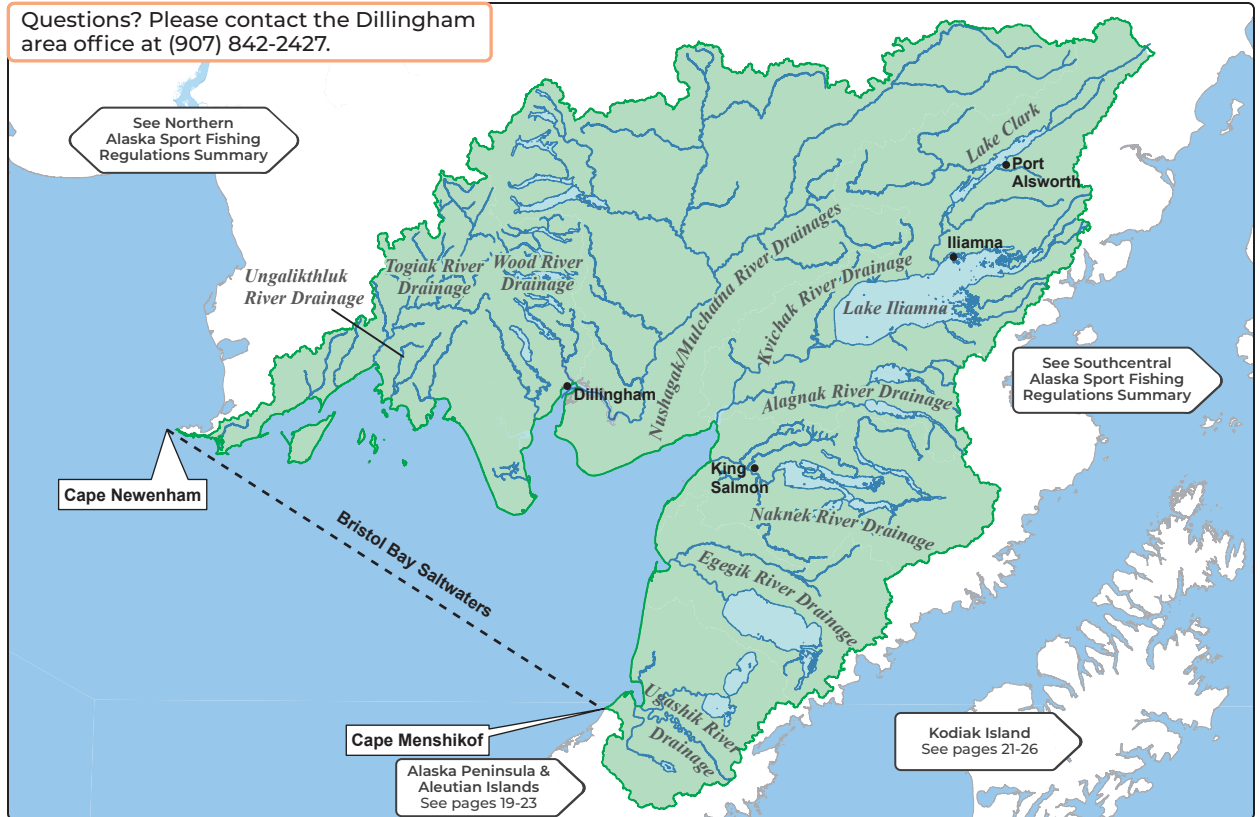 Questions? Please contact the Dillingham
area office at (907) 842-2427.
See Northern
Alaska Sport Fishing
Regulations Summary
Lake Clark
Port
Alsworth
Iliamna
Ungalikthluk
River Drainage
Togiak River
Drainage
Wood River
Drainage
Nushagak/Mulchatna River Drainages
Kvichak River Drainage
Lake Iliamna
See Southcentral
Alaska Sport Fishing
Regulations Summary
Dillingham
Alagnak River Drainage
King
Salmon
Naknek River Drainage
Cape Newenham
Bristol Bay Saltwaters
Egegik River Drainage
Ugashik River
Drainage
Cape Menshikof
Kodiak Island
See pages 21-26
Alaska Peninsula &
Aleutian Islands
See pages 19-23